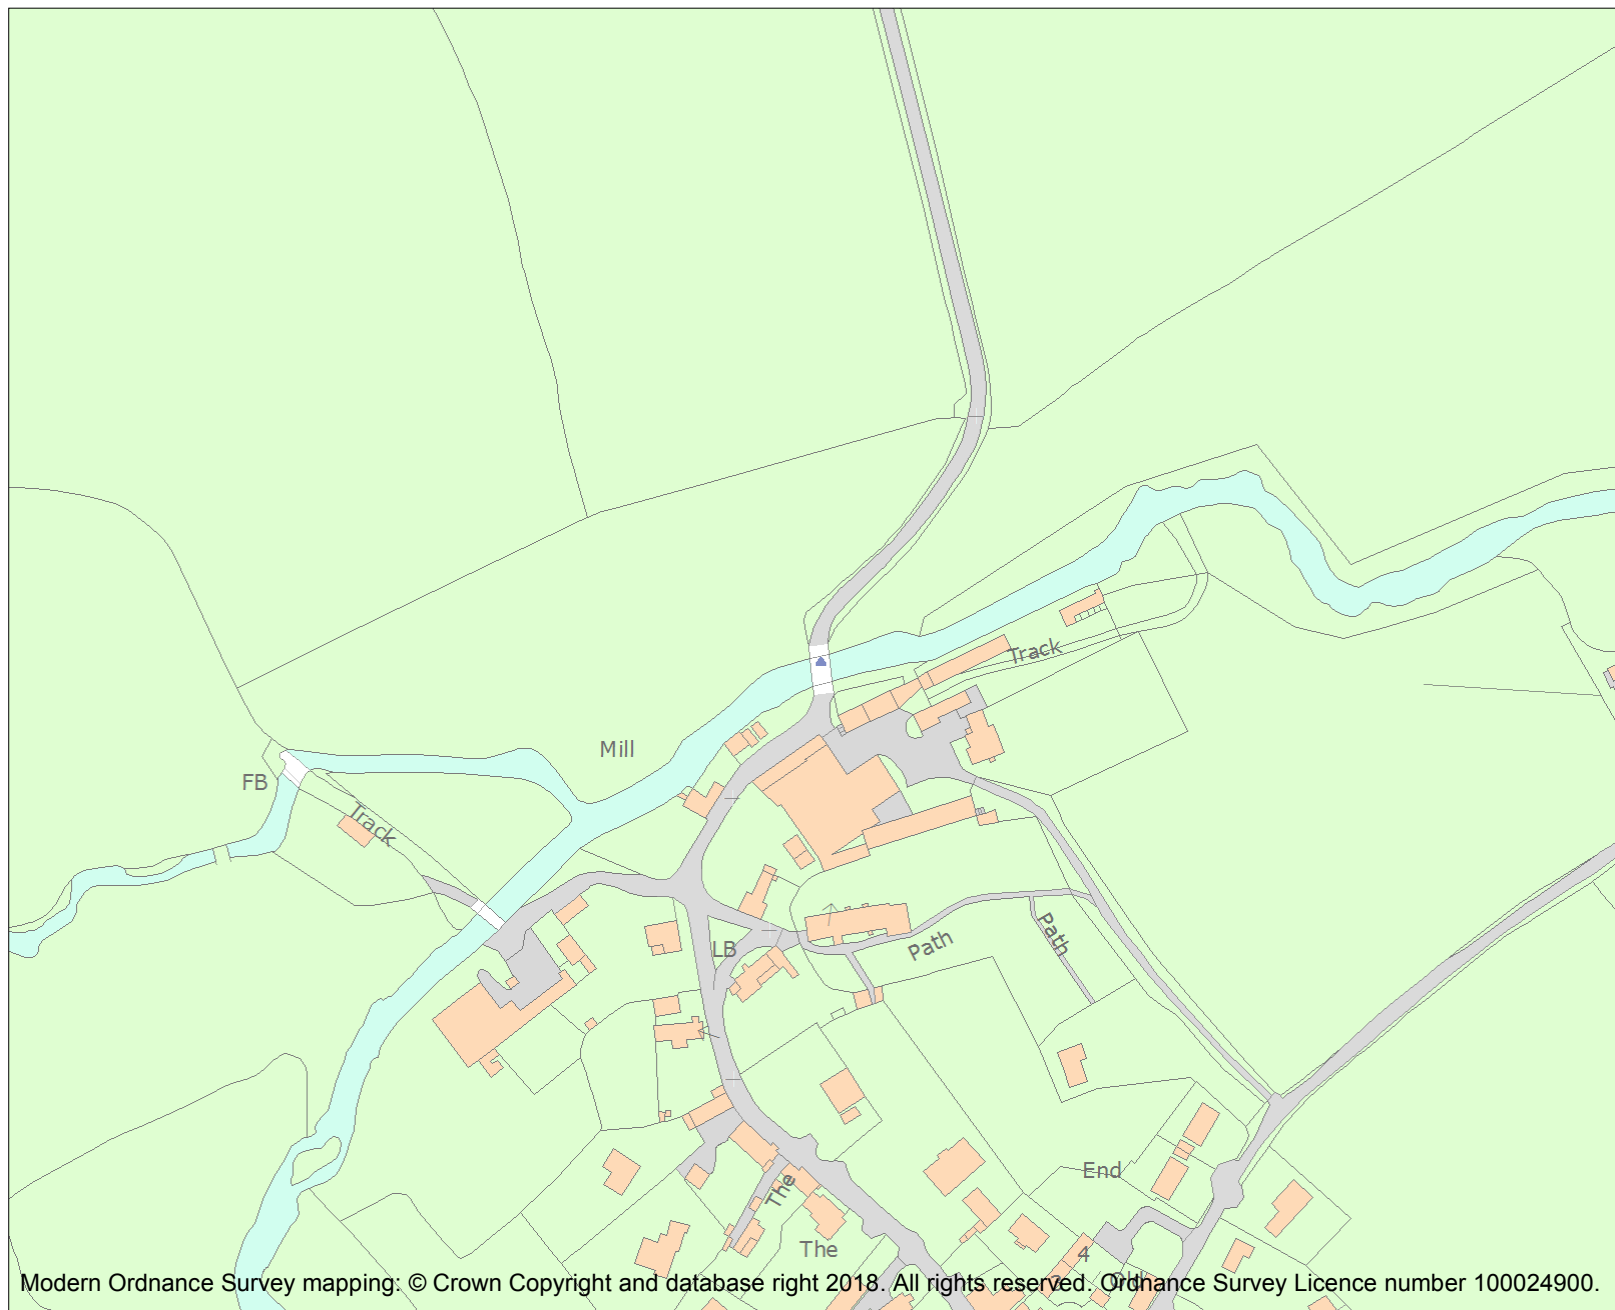 Mill
FB
Track
Track
LB
Path
Path
End
The
The
4
Modern Ordnance Survey mapping: © Crown Copyright and database right 2018. All rights reserved. Ordnance Survey Licence number 100024900.